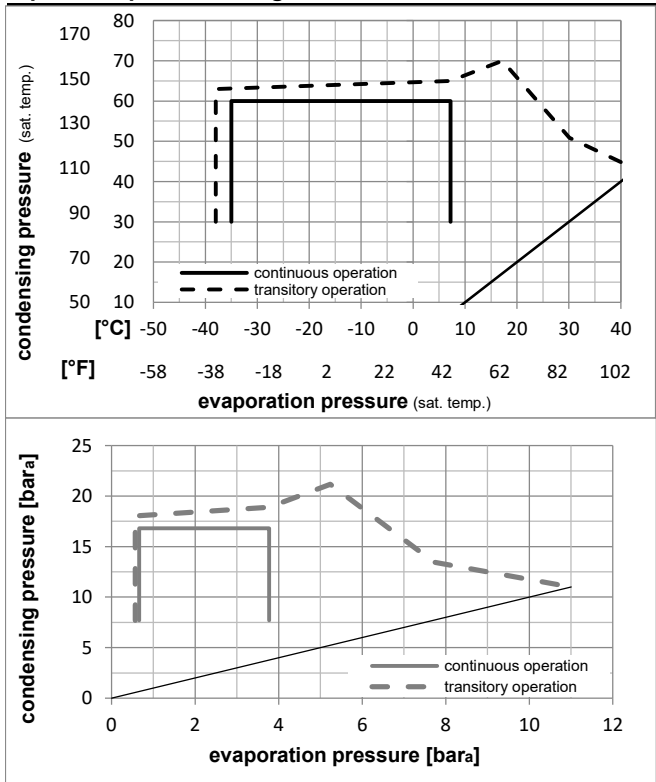 170 80
150 70
60
130 50
110 40
90 30
70 20
50 10
condensing pressure (sat. temp.)
continuous operation
transitory operation
[°C] -50 -40 -30 -20 -10 0 10 20 30 40
[°F] -58 -38 -18 2 22 42 62 82 102
evaporation pressure (sat. temp.)
25
20
15
10
5
0
condensing pressure [bara]
continuous operation
transitory operation
0 2 4 6 8 10 12
evaporation pressure [bara]